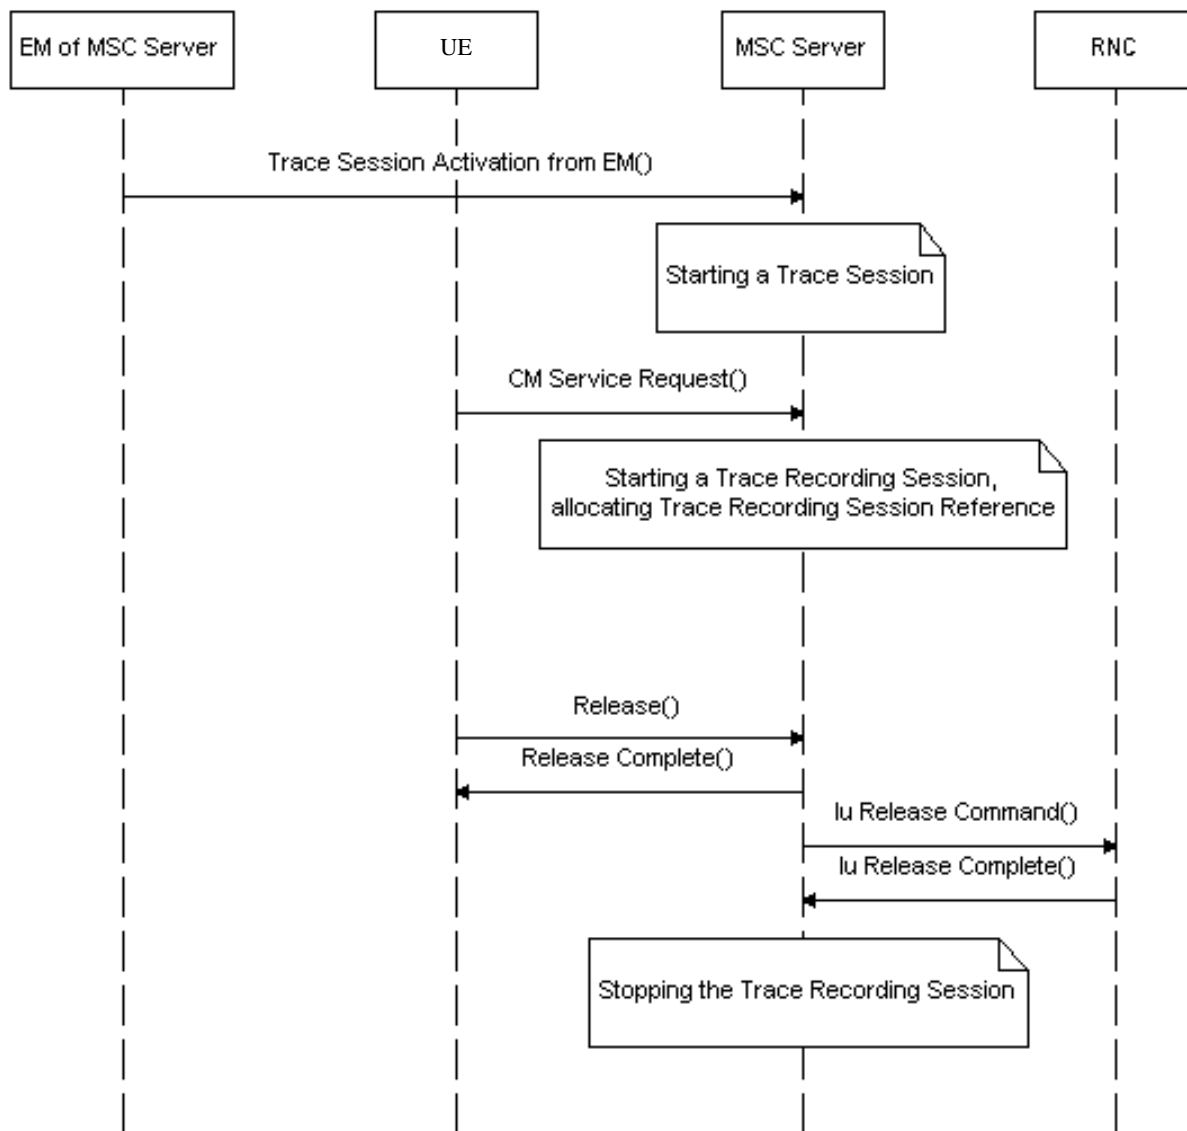 EM of MSC Server
UE
MSC Server
RNC
Trace Session Activation from EM()
Starting a Trace Session
CM Service Request()
Starting a Trace Recording Session,
allocating Trace Recording Session Reference
Release()
Release Complete()
Iu Release Command()
Iu Release Complete()
Stopping the Trace Recording Session